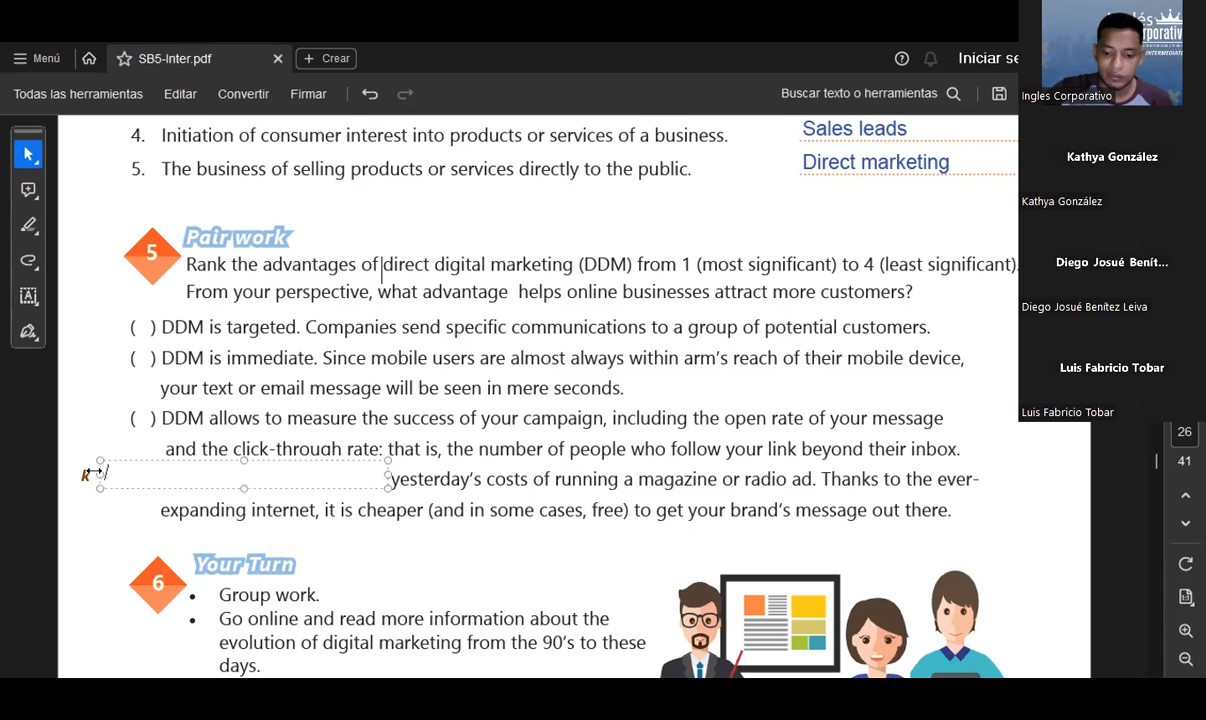 Menú
SB5-Inter.pdf
Crear
Iniciar se
Todas las herramientas Editar Convertir Firmar
Buscar texto o herramientas
4. Initiation of consumer interest into products or services of a business. Sales leads
5. The business of selling products or services directly to the public. Direct marketing
5 Pair work
Rank the advantages of direct digital marketing (DDM) from 1 (most significant) to 4 (least significant).
From your perspective, what advantage helps online businesses attract more customers?
( ) DDM is targeted. Companies send specific communications to a group of potential customers.
( ) DDM is immediate. Since mobile users are almost always within arm's reach of their mobile device,
your text or email message will be seen in mere seconds.
( ) DDM allows to measure the success of your campaign, including the open rate of your message
and the click-through rate: that is, the number of people who follow your link beyond their inbox.
k
yesterday's costs of running a magazine or radio ad. Thanks to the ever-
expanding internet, it is cheaper (and in some cases, free) to get your brand's message out there.
6 Your Turn
• Group work.
• Go online and read more information about the
evolution of digital marketing from the 90's to these
days.
Ingles Corporativo
Kathya González
Kathya González
Diego Josué Benít...
Diego Josué Benítez Leiva
Luis Fabricio Tobar
Luis Fabricio Tobar
26
41